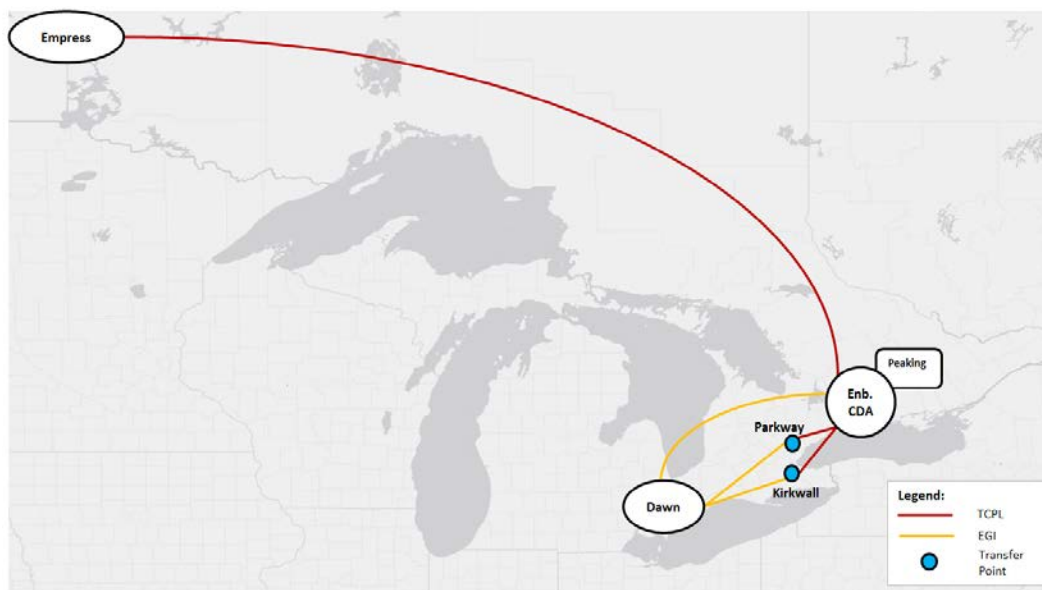 Empress
Peaking
Enb.
CDA
Parkway
Kirkwall
Dawn
Legend:
TCPL
EGI
Transfer
Point